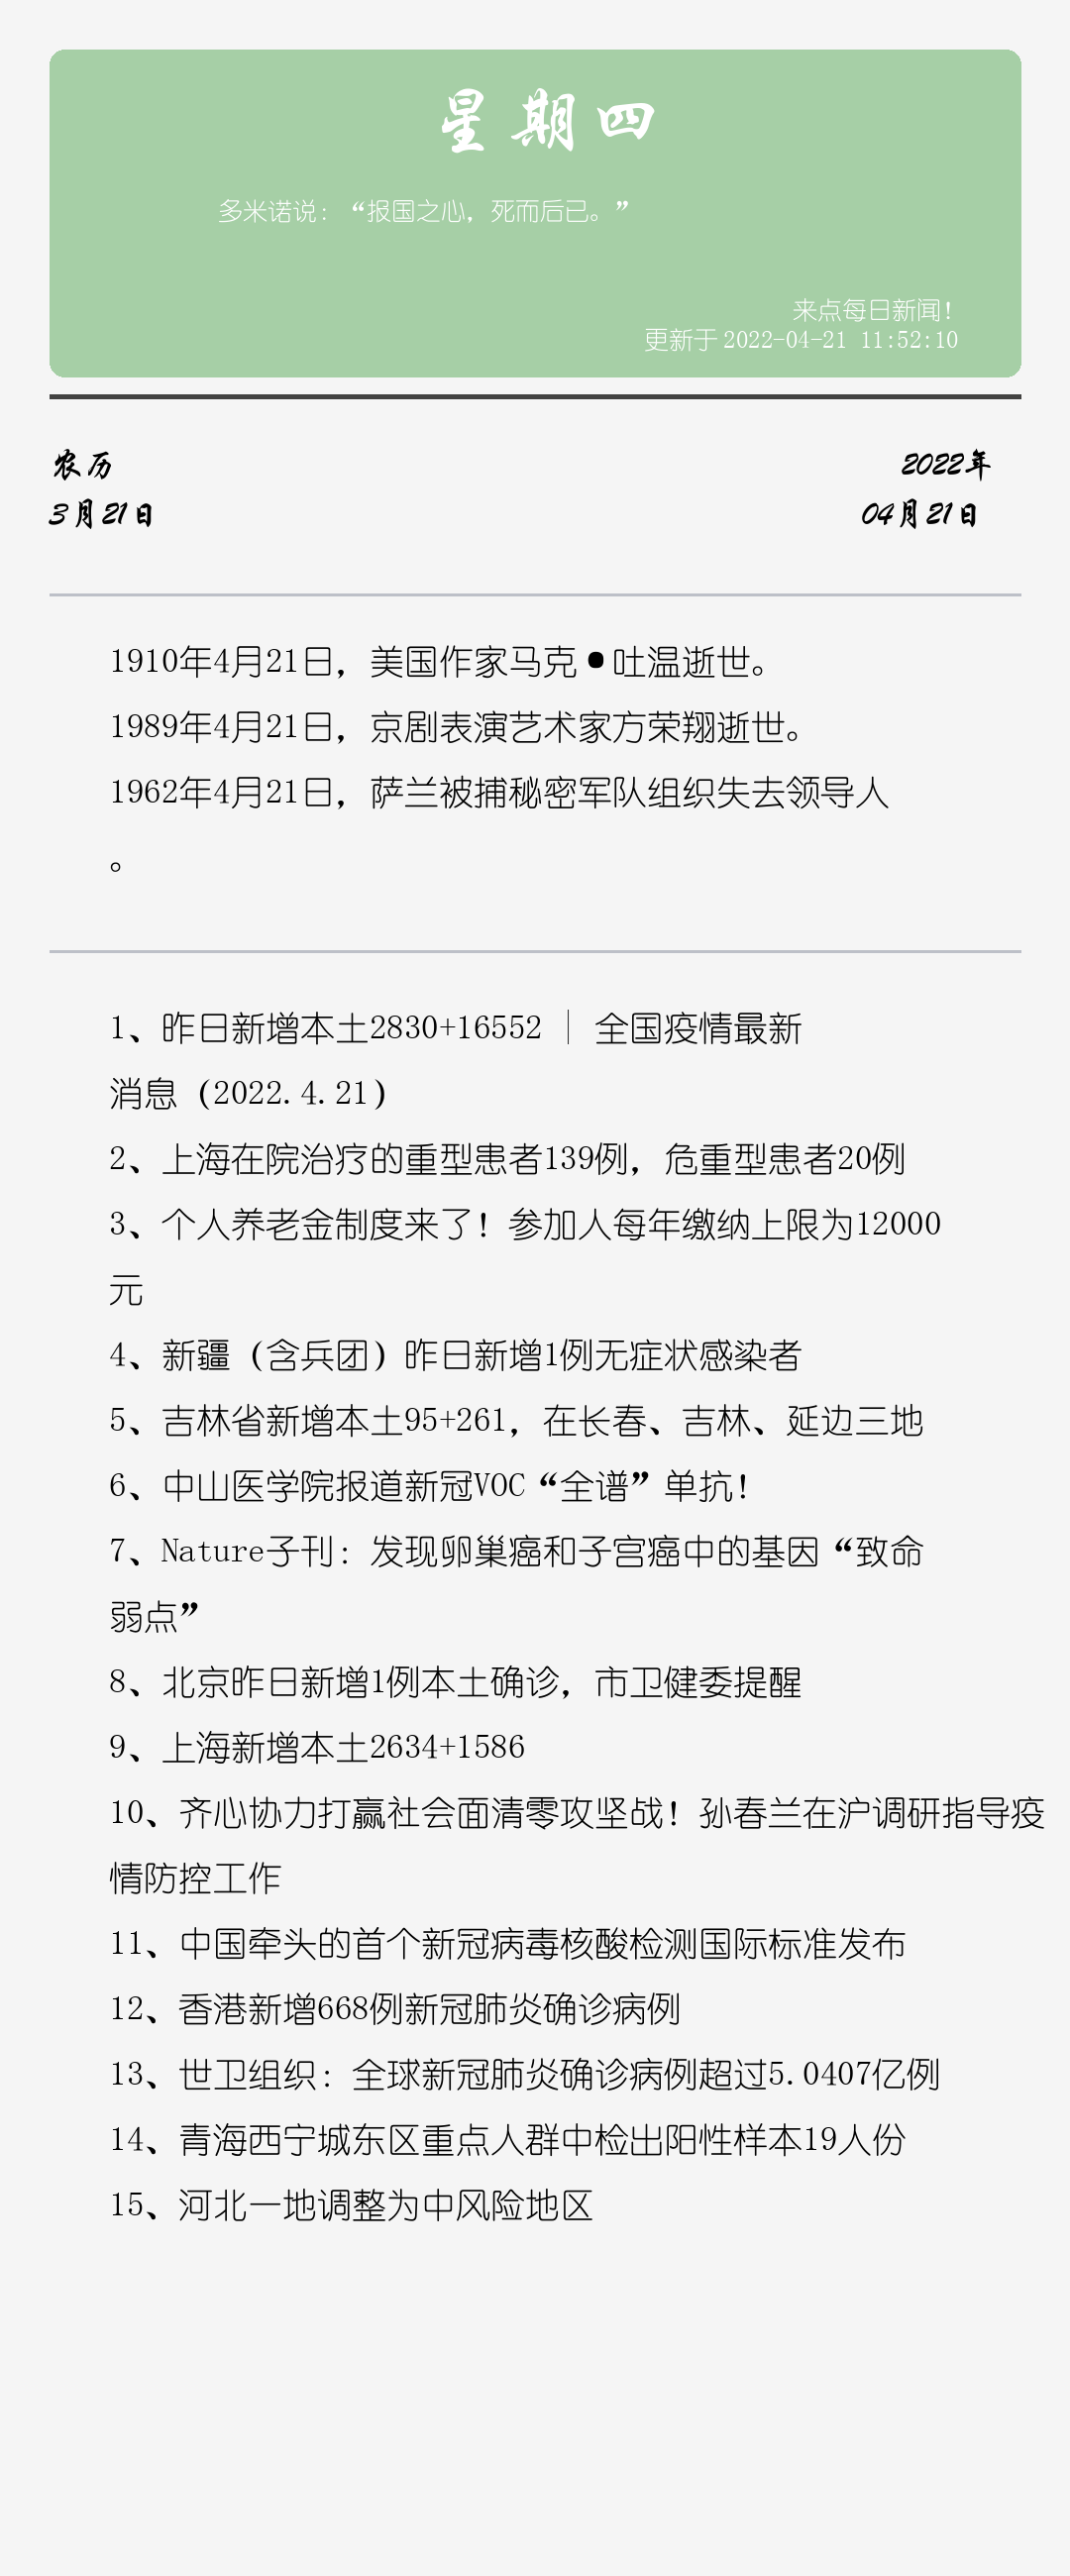 星期四
多米诺说：“报国之心，死而后已。”
来点每日新闻！
更新于 2022-04-21 11:52:10
农历
2022年
3月21日
04月21日
1910年4月21日，美国作家马克•吐温逝世。
1989年4月21日，京剧表演艺术家方荣翔逝世。
1962年4月21日，萨兰被捕秘密军队组织失去领导人
。
1、昨日新增本土2830+16552 | 全国疫情最新
消息（2022.4.21）
2、上海在院治疗的重型患者139例，危重型患者20例
3、个人养老金制度来了！参加人每年缴纳上限为12000
元
4、新疆（含兵团）昨日新增1例无症状感染者
5、吉林省新增本土95+261，在长春、吉林、延边三地
6、中山医学院报道新冠VOC“全谱”单抗！
7、Nature子刊：发现卵巢癌和子宫癌中的基因“致命
弱点”
8、北京昨日新增1例本土确诊，市卫健委提醒
9、上海新增本土2634+1586
10、齐心协力打赢社会面清零攻坚战！孙春兰在沪调研指导疫
情防控工作
11、中国牵头的首个新冠病毒核酸检测国际标准发布
12、香港新增668例新冠肺炎确诊病例
13、世卫组织：全球新冠肺炎确诊病例超过5.0407亿例
14、青海西宁城东区重点人群中检出阳性样本19人份
15、河北一地调整为中风险地区